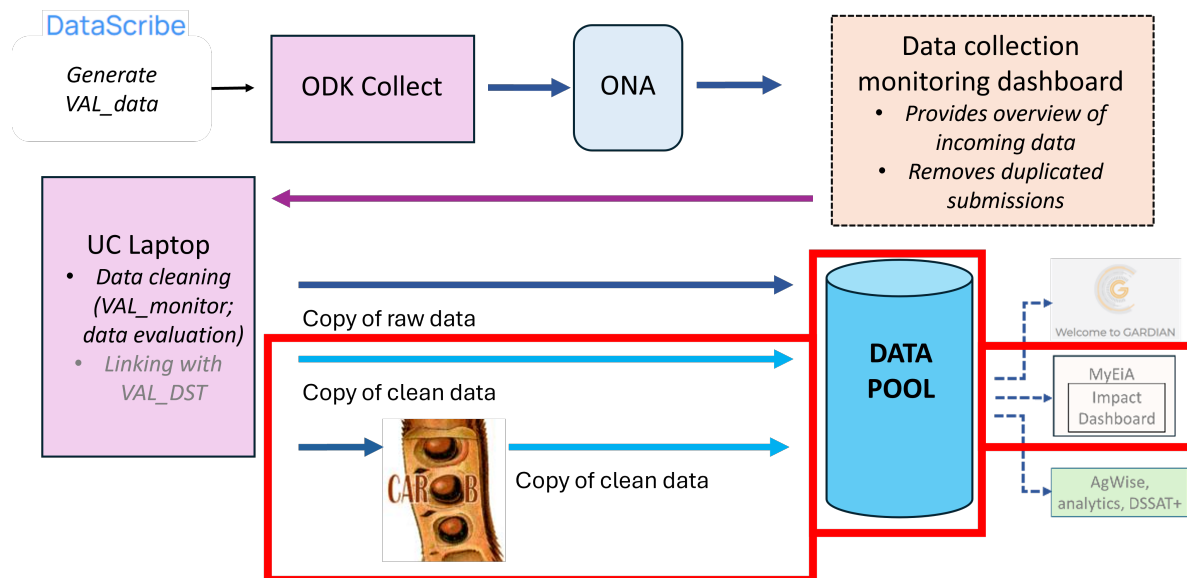 DataScribe
Generate
VAL_data
ODK Collect
ONA
Data collection
monitoring dashboard
• Provides overview of
incoming data
• Removes duplicated
submissions
UC Laptop
• Data cleaning
(VAL_monitor;
data evaluation)
• Linking with
VAL_DST
Copy of raw data
Copy of clean data
CAROB
Copy of clean data
DATA
POOL
G
Welcome to GARDIAN
MyEiA
Impact
Dashboard
AgWise,
analytics, DSSAT+